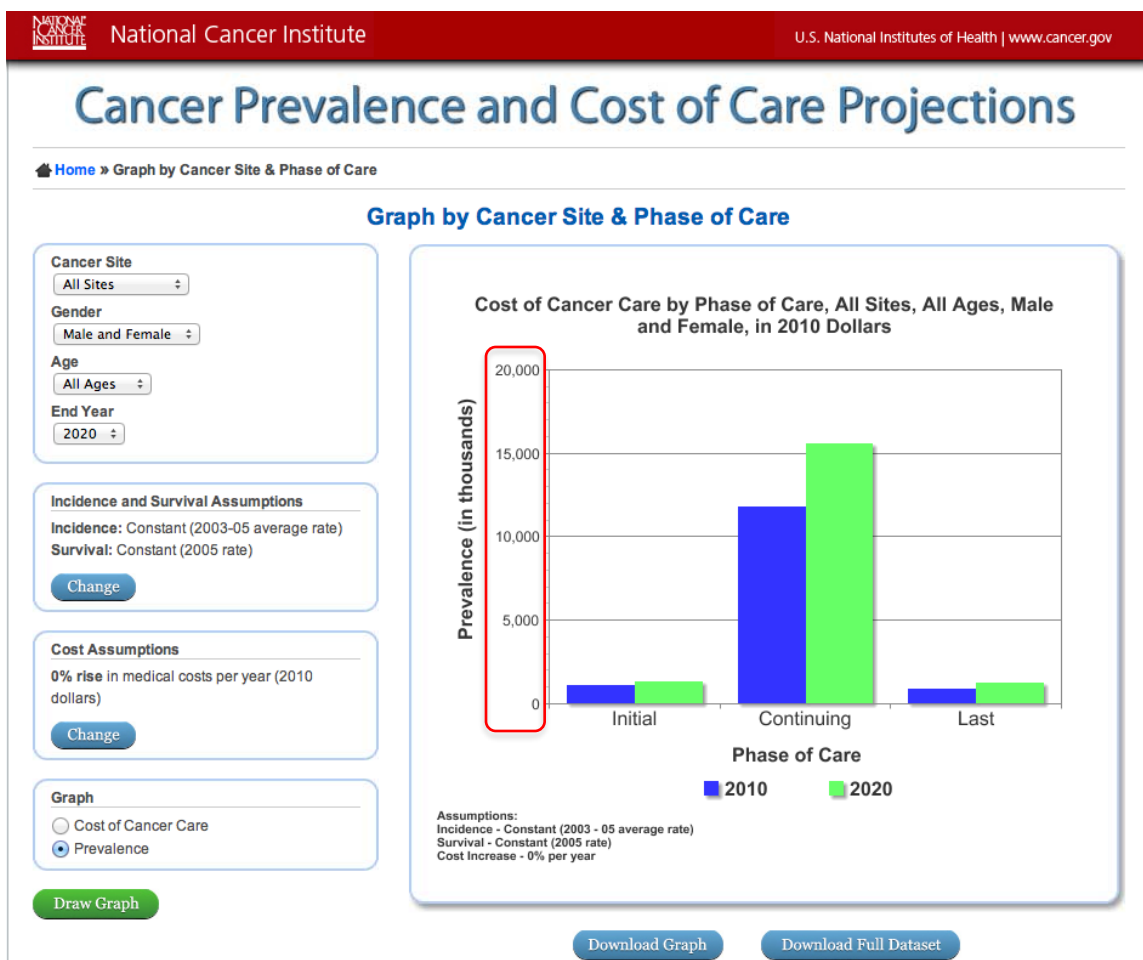 NATIONAL
CANCER
INSTITUTE
National Cancer Institute
U.S. National Institutes of Health | www.cancer.gov
Cancer Prevalence and Cost of Care Projections
Home » Graph by Cancer Site & Phase of Care
Graph by Cancer Site & Phase of Care
Cancer Site
All Sites
Gender
Male and Female
Age
All Ages
End Year
2020
Incidence and Survival Assumptions
Incidence: Constant (2003-05 average rate)
Survival: Constant (2005 rate)
Change
Cost Assumptions
0% rise in medical costs per year (2010
dollars)
Change
Graph
Cost of Cancer Care
Prevalence
Draw Graph
Cost of Cancer Care by Phase of Care, All Sites, All Ages, Male
and Female, in 2010 Dollars
Prevalence (in thousands)
20,000
15,000
10,000
5,000
0
Initial Continuing Last
Phase of Care
2010 2020
Assumptions:
Incidence - Constant (2003 - 05 average rate)
Survival - Constant (2005 rate)
Cost Increase - 0% per year
Download Graph Download Full Dataset